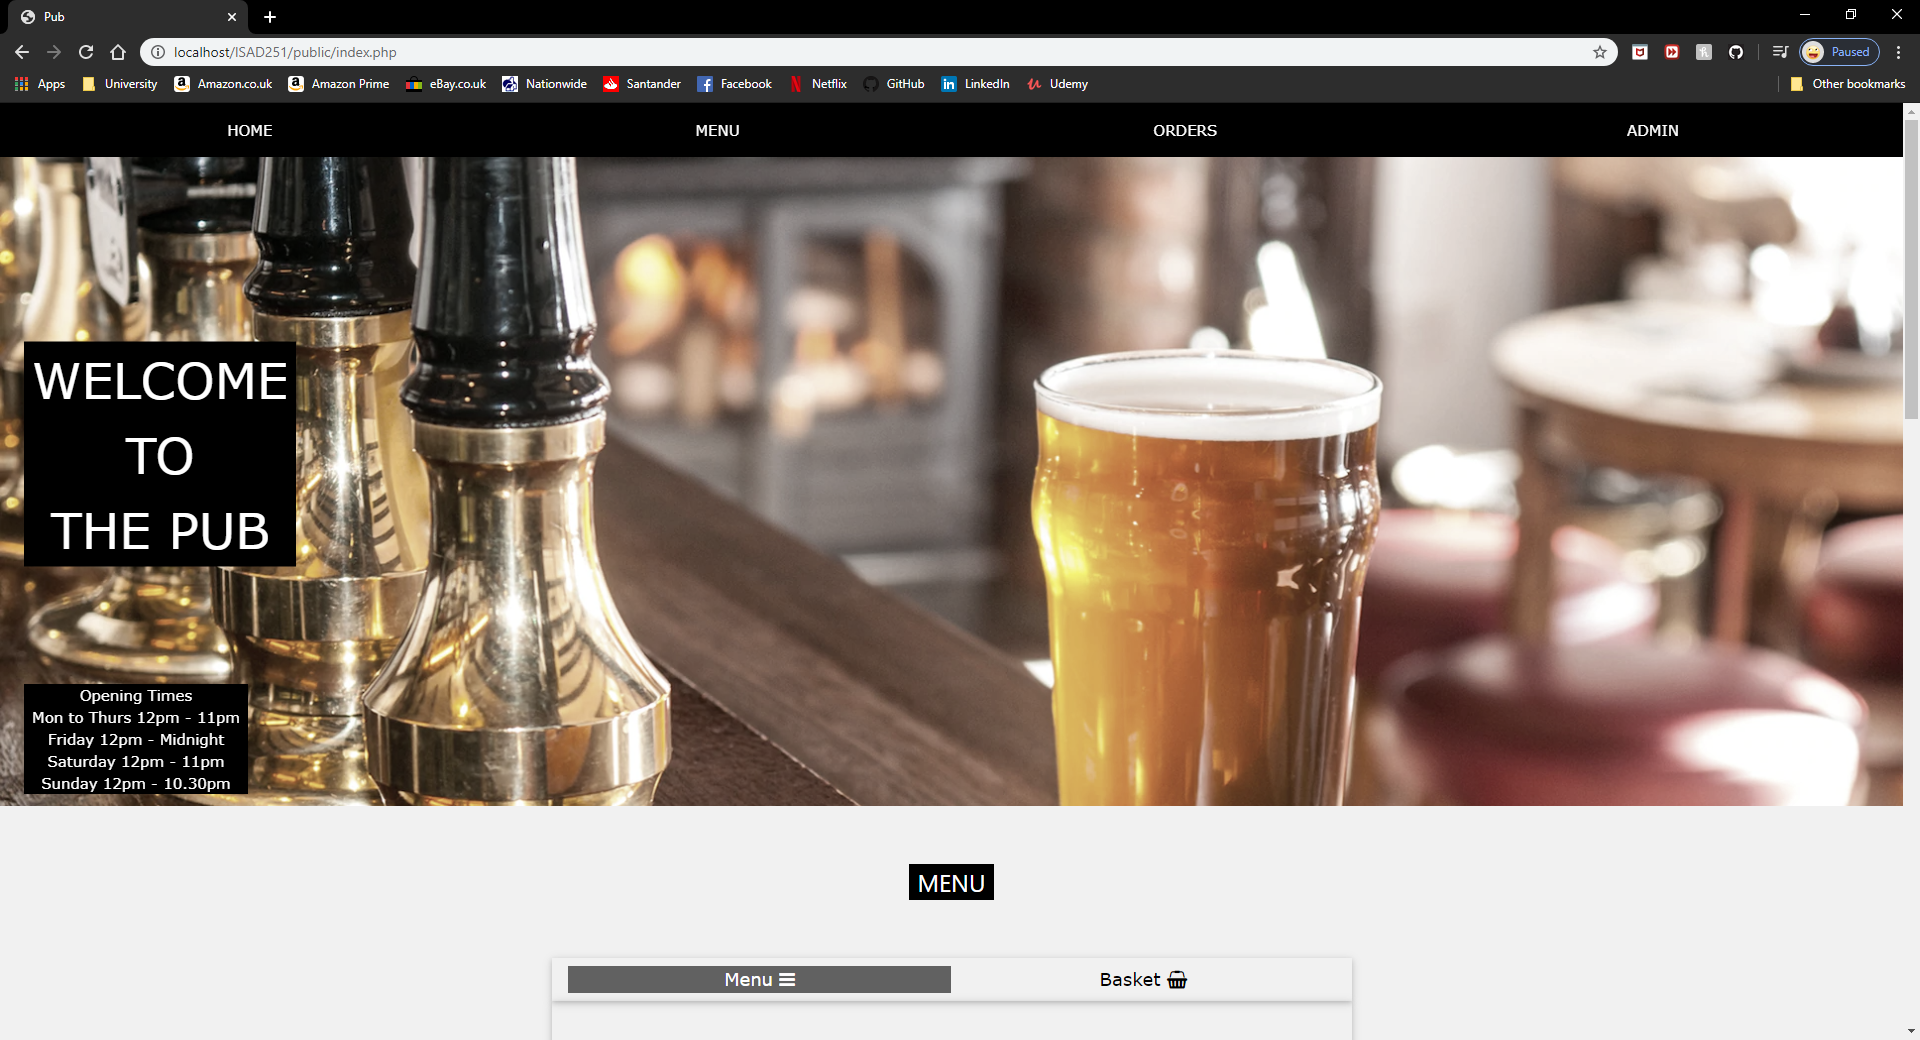 Pub
localhost/ISAD251/public/index.php
Paused
Apps
University
Amazon.co.uk
Amazon Prime
eBay.co.uk
Nationwide
Santander
Facebook
Netflix
GitHub
LinkedIn
Udemy
Other bookmarks
HOME
MENU
ORDERS
ADMIN
WELCOME
TO
THE PUB
Opening Times
Mon to Thurs 12pm - 11pm
Friday 12pm - Midnight
Saturday 12pm - 11pm
Sunday 12pm - 10.30pm
MENU
Menu
Basket